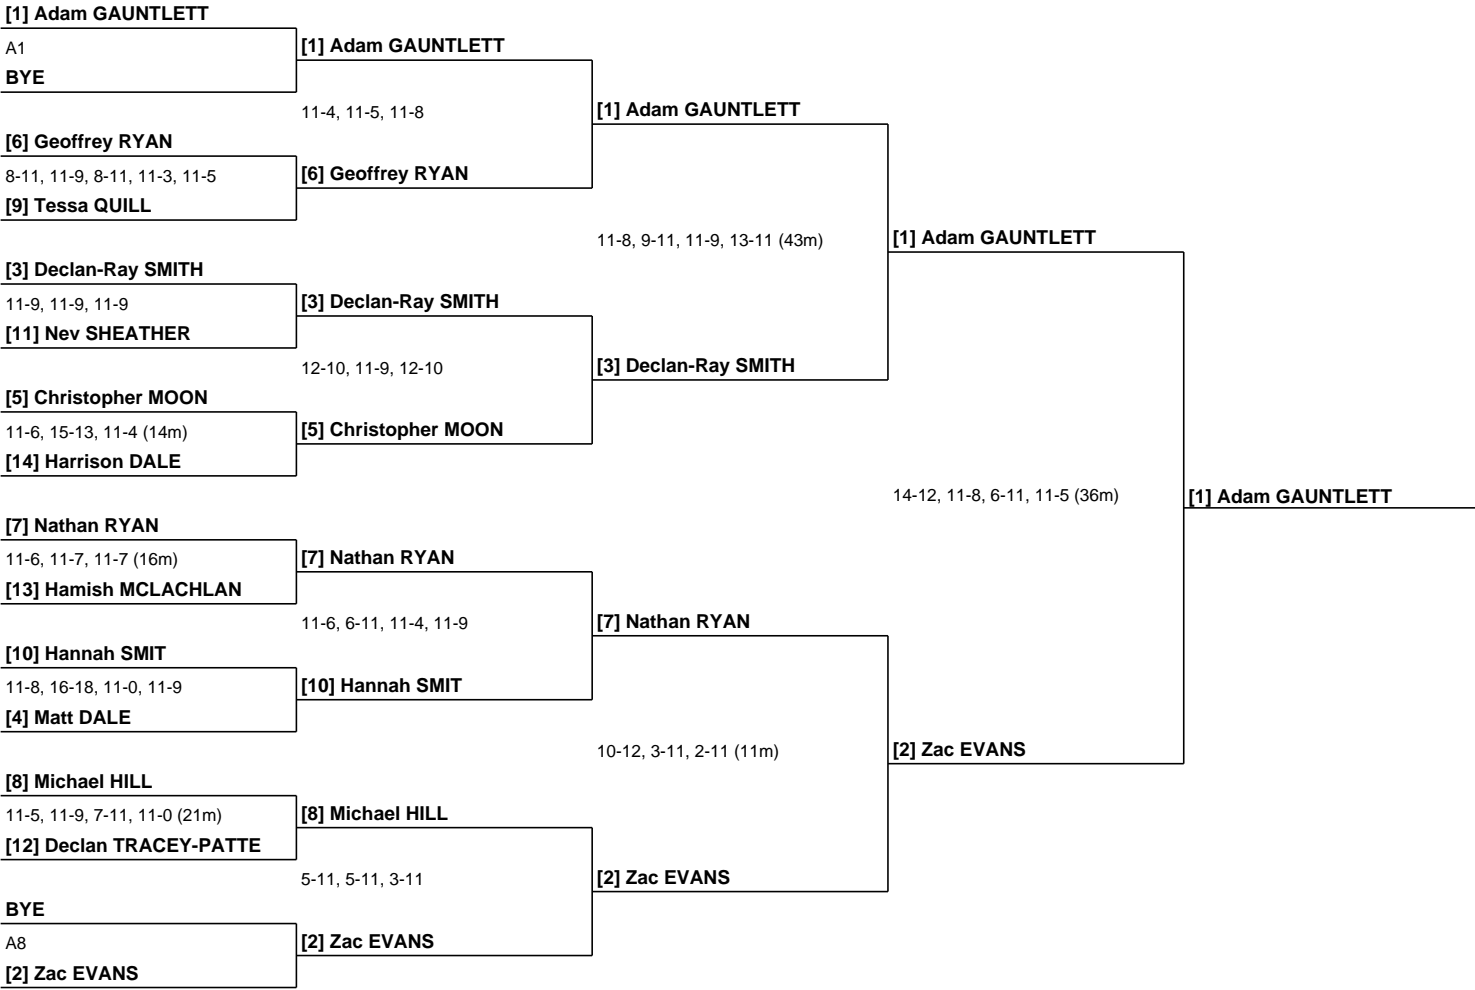 [1] Adam GAUNTLETT
A1
BYE
[6] Geoffrey RYAN
8-11, 11-9, 8-11, 11-3, 11-5
[9] Tessa QUILL
[3] Declan-Ray SMITH
11-9, 11-9, 11-9
[11] Nev SHEATHER
[5] Christopher MOON
11-6, 15-13, 11-4 (14m)
[14] Harrison DALE
[7] Nathan RYAN
11-6, 11-7, 11-7 (16m)
[13] Hamish MCLACHLAN
[10] Hannah SMIT
11-8, 16-18, 11-0, 11-9
[4] Matt DALE
[8] Michael HILL
11-5, 11-9, 7-11, 11-0 (21m)
[12] Declan TRACEY-PATTE
BYE
A8
[2] Zac EVANS
[1] Adam GAUNTLETT
11-4, 11-5, 11-8
[6] Geoffrey RYAN
[3] Declan-Ray SMITH
12-10, 11-9, 12-10
[5] Christopher MOON
[7] Nathan RYAN
11-6, 6-11, 11-4, 11-9
[10] Hannah SMIT
[8] Michael HILL
5-11, 5-11, 3-11
[2] Zac EVANS
[1] Adam GAUNTLETT
11-8, 9-11, 11-9, 13-11 (43m)
[3] Declan-Ray SMITH
[7] Nathan RYAN
10-12, 3-11, 2-11 (11m)
[2] Zac EVANS
[1] Adam GAUNTLETT
14-12, 11-8, 6-11, 11-5 (36m)
[2] Zac EVANS
[1] Adam GAUNTLETT